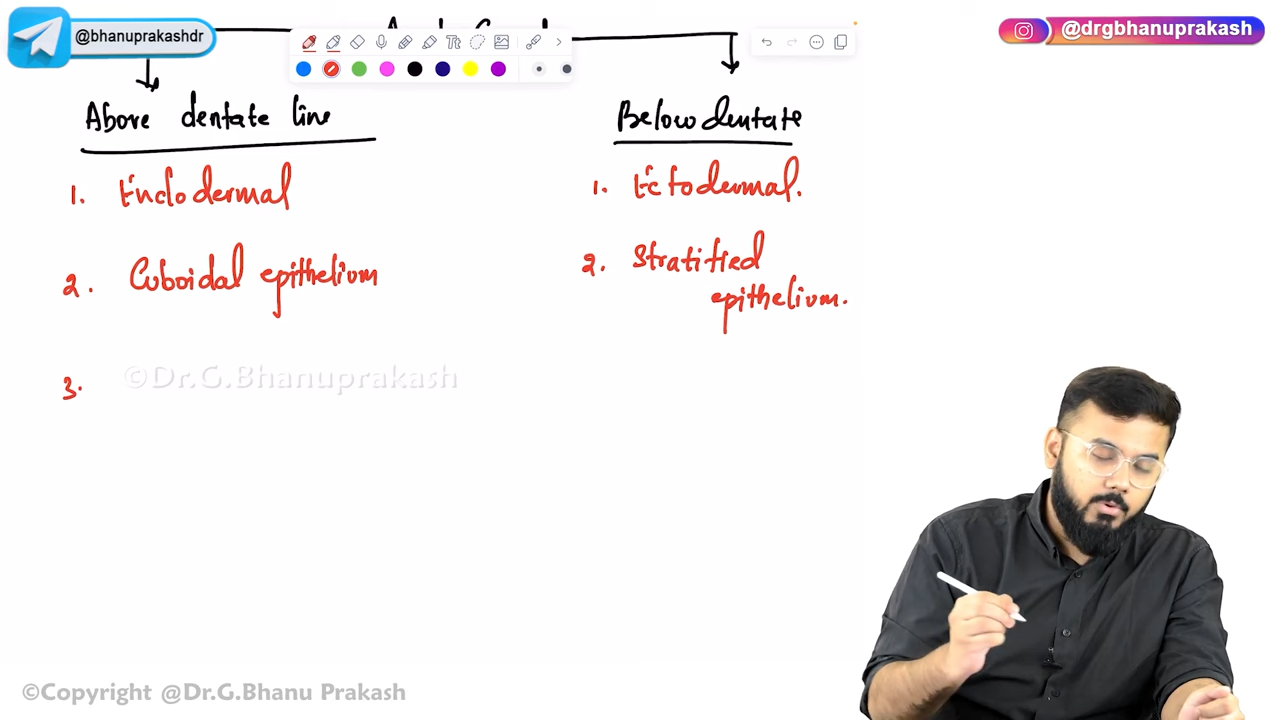 @bhanuprakashdr
@drgbhanuprakash
Tt
Above dentate line
Below dentate
1. Endodermal
1. Ectodermal.
2. Cuboidal epithelium
2. Stratified
epithelium.
3.
©Dr.G.Bhanuprakash
©Copyright @Dr.G.Bhanu Prakash